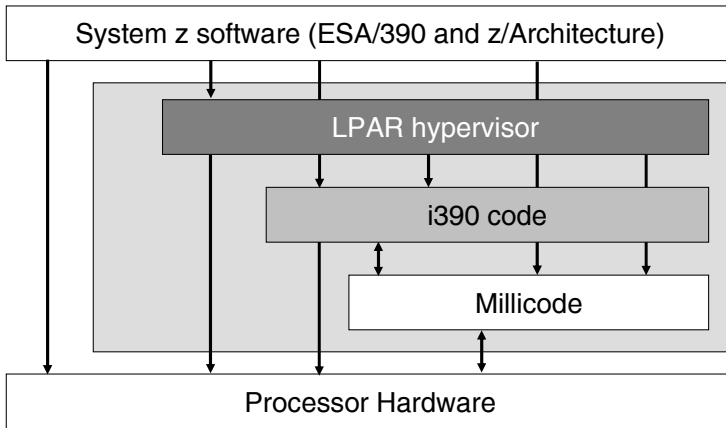 System z software (ESA/390 and z/Architecture)
LPAR hypervisor
i390 code
Millicode
Processor Hardware